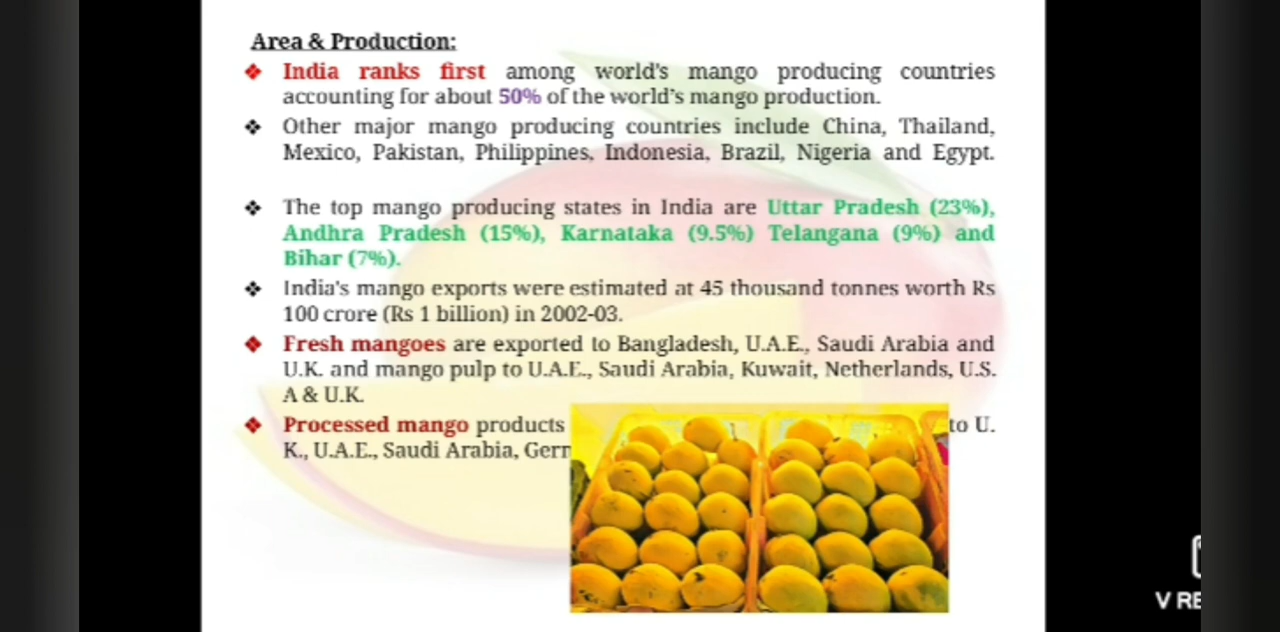 Area & Production:
❖ India ranks first among world's mango producing countries
accounting for about 50% of the world's mango production.
❖ Other major mango producing countries include China, Thailand,
Mexico, Pakistan, Philippines, Indonesia, Brazil, Nigeria and Egypt.
❖ The top mango producing states in India are Uttar Pradesh (23%),
Andhra Pradesh (15%), Karnataka (9.5%) Telangana (9%) and
Bihar (7%).
❖ India's mango exports were estimated at 45 thousand tonnes worth Rs
100 crore (Rs 1 billion) in 2002-03.
❖ Fresh mangoes are exported to Bangladesh, U.A.E., Saudi Arabia and
U.K. and mango pulp to U.A.E., Saudi Arabia, Kuwait, Netherlands, U.S.
A & U.K.
❖ Processed mango products to U.
K., U.A.E., Saudi Arabia,
V RE